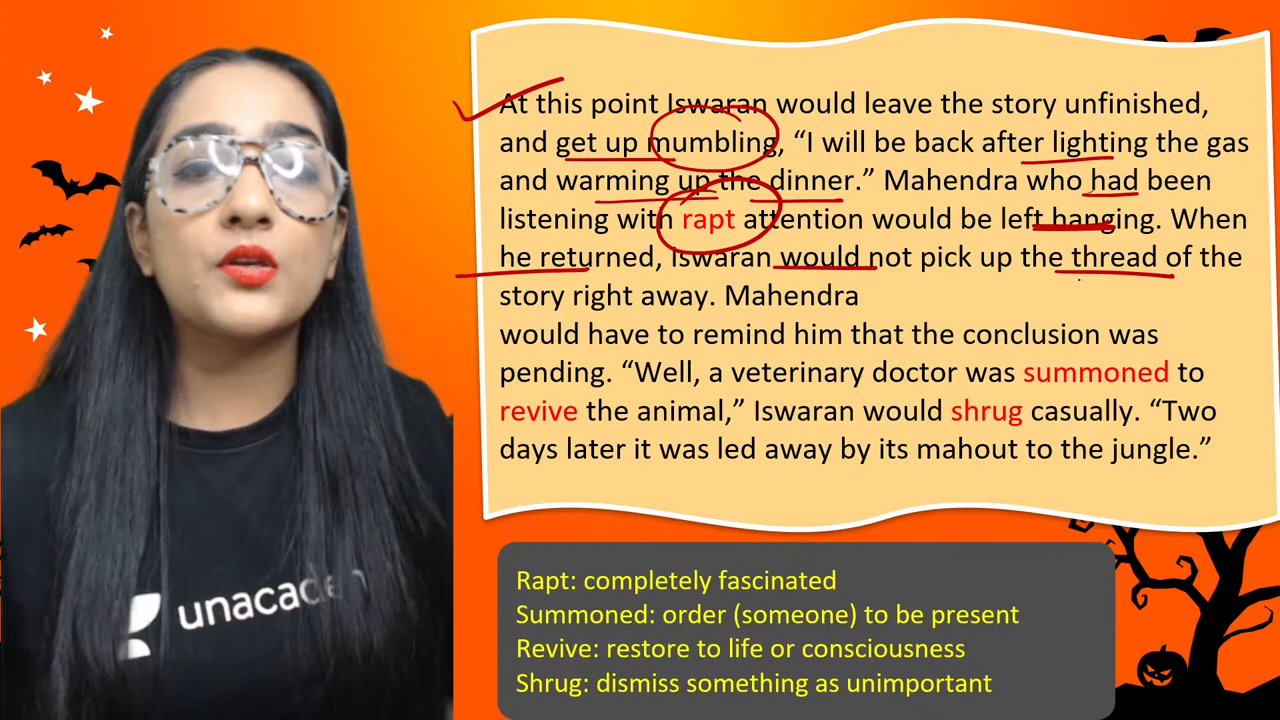 At this point Iswaran would leave the story unfinished,
and get up mumbling, “I will be back after lighting the gas
and warming up the dinner.” Mahendra who had been
listening with rapt attention would be left hanging. When
he returned, Iswaran would not pick up the thread of the
story right away. Mahendra
would have to remind him that the conclusion was
pending. “Well, a veterinary doctor was summoned to
revive the animal,” Iswaran would shrug casually. “Two
days later it was led away by its mahout to the jungle.”
Rapt: completely fascinated
Summoned: order (someone) to be present
Revive: restore to life or consciousness
Shrug: dismiss something as unimportant
unacade